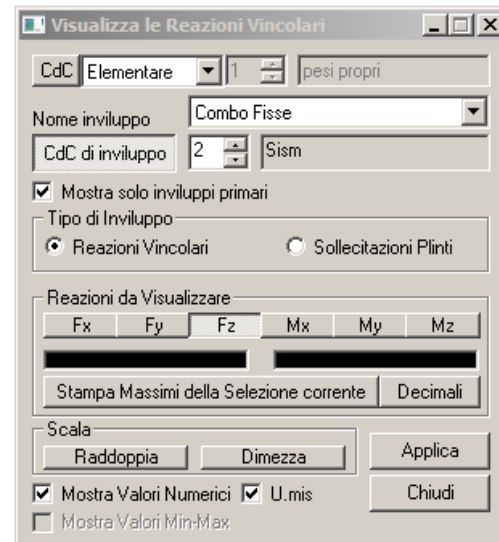 Visualizza le Reazioni Vincolari
CdC Elementare 1 pesi propri
Nome inviluppo Combo Fisse
CdC di inviluppo 2 Sism
Mostra solo inviluppi primari
Tipo di Inviluppo
Reazioni Vincolari Sollecitazioni Plinti
Reazioni da Visualizzare
Fx Fy Fz Mx My Mz
Stampa Massimi della Selezione corrente Decimali
Scala
Raddoppia Dimezza Applica
Mostra Valori Numerici U.mis Chiudi
Mostra Valori Min-Max